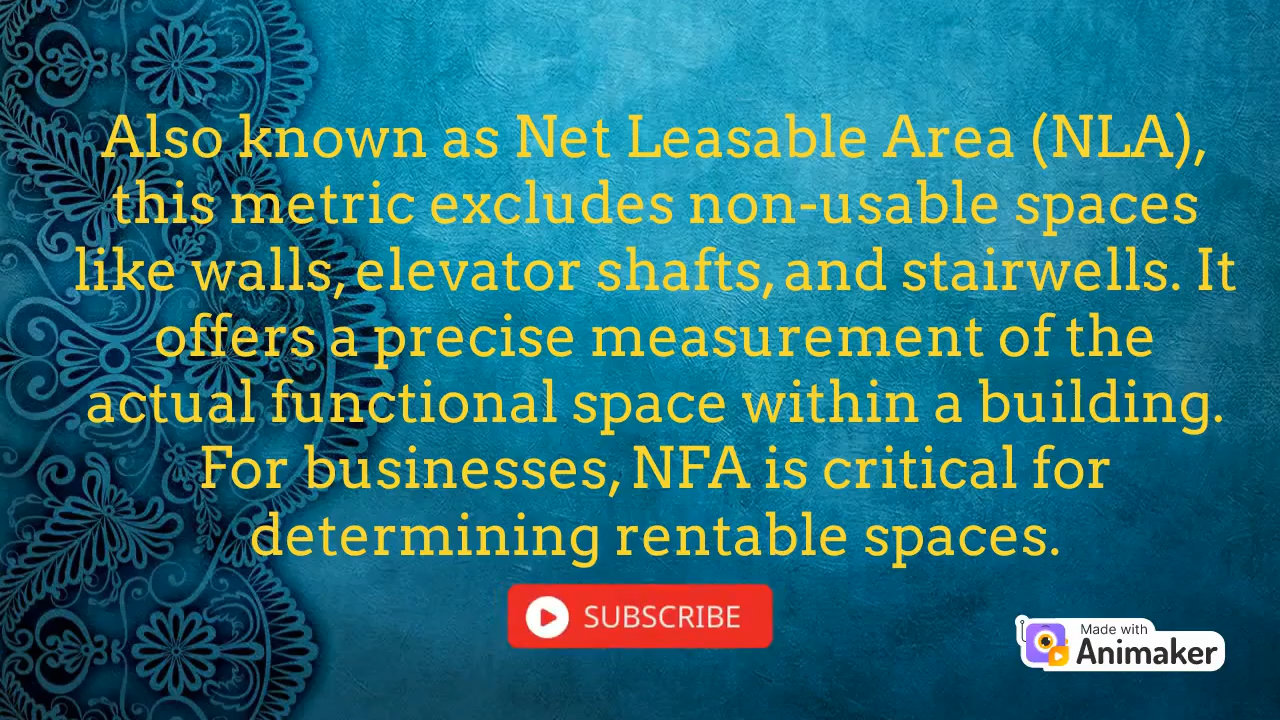 Also known as Net Leasable Area (NLA),
this metric excludes non-usable spaces
like walls, elevator shafts, and stairwells. It
offers a precise measurement of the
actual functional space within a building.
For businesses, NFA is critical for
determining rentable spaces.
SUBSCRIBE
Made with
Animaker